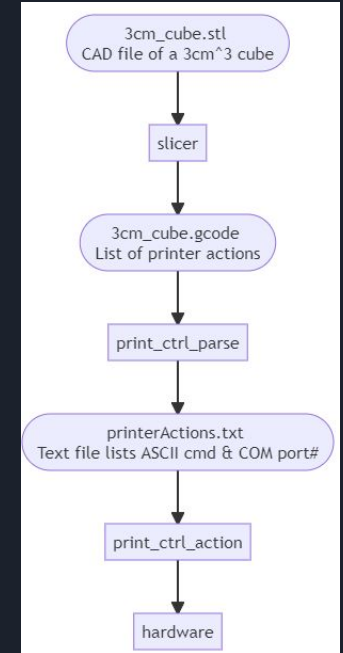 3cm_cube.stl
CAD file of a 3cm^3 cube
slicer
3cm_cube.gcode
List of printer actions
print_ctrl_parse
printerActions.txt
Text file lists ASCII cmd & COM port#
print_ctrl_action
hardware